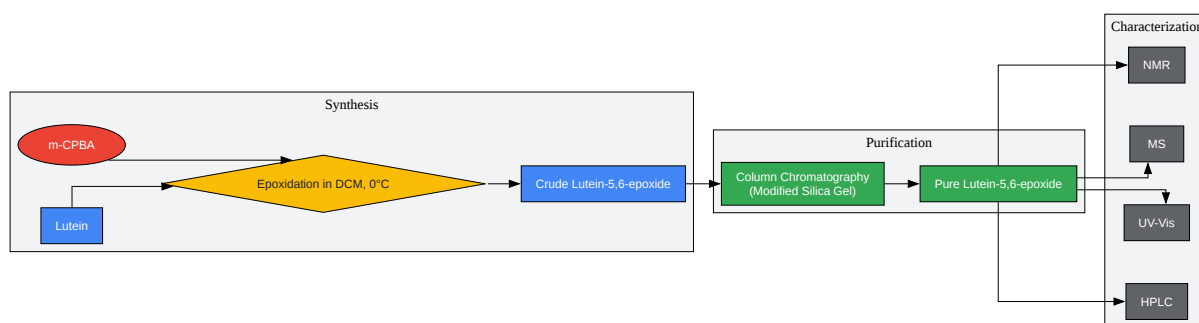 Synthesis
m-CPBA
Lutein
Epoxidation in DCM, 0°C
Crude Lutein-5,6-epoxide
Purification
Column Chromatography
(Modified Silica Gel)
Pure Lutein-5,6-epoxide
Characterization
NMR
MS
UV-Vis
HPLC